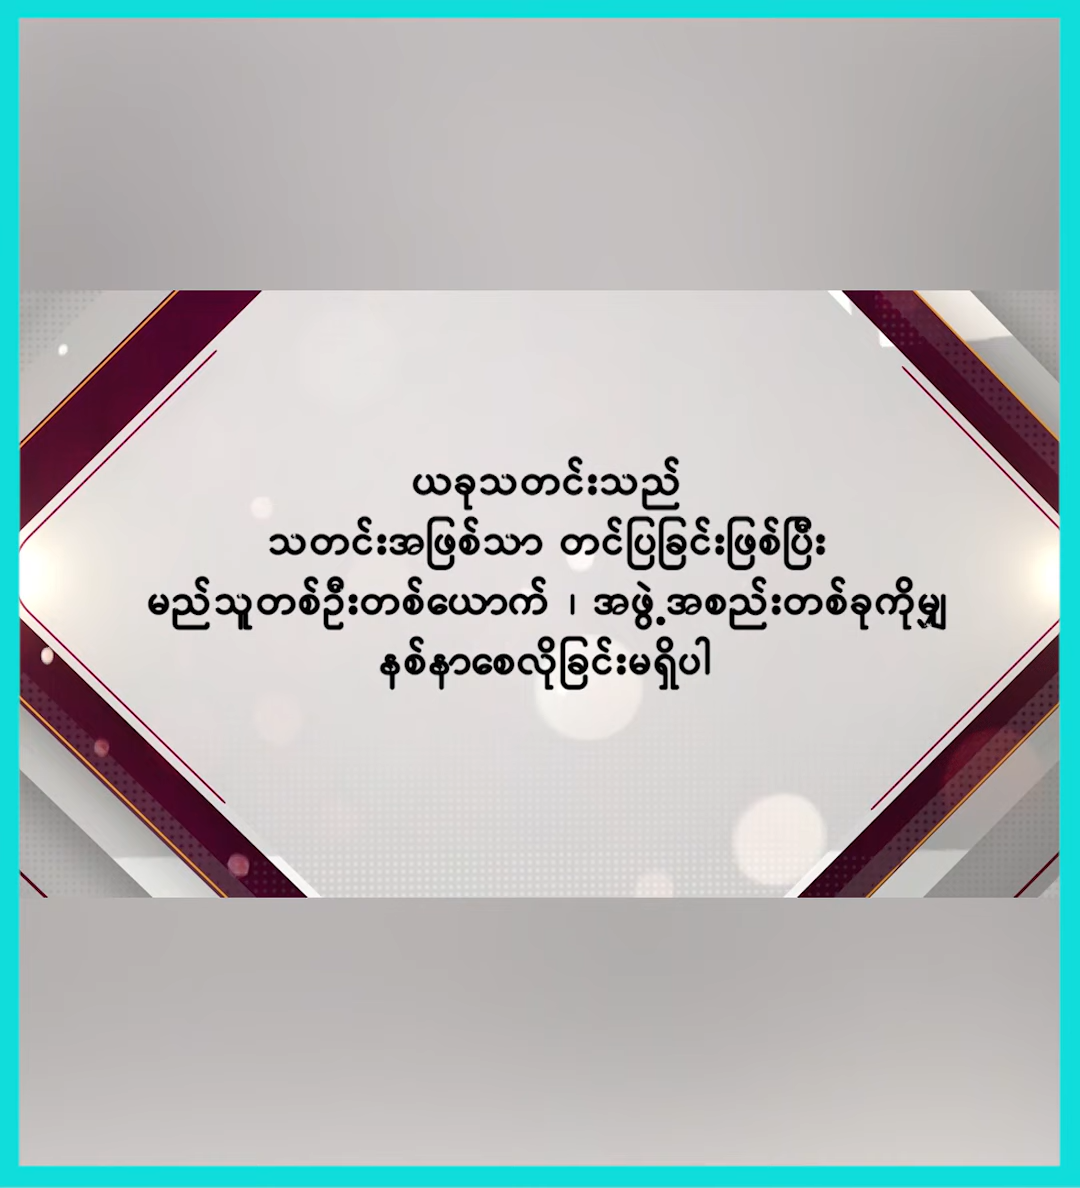 ယခုသတင်းသည်
သတင်းအဖြစ်သာ တင်ပြခြင်းဖြစ်ပြီး
မည်သူတစ်ဦးတစ်ယောက် ၊ အဖွဲ့အစည်းတစ်ခုကိုမျှ
နစ်နာစေလိုခြင်းမရှိပါ